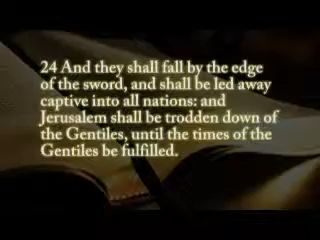 24 And they shall fall by the edge
of the sword, and shall be led away
captive into all nations: and
Jerusalem shall be trodden down of
the Gentiles, until the times of the
Gentiles be fulfilled.